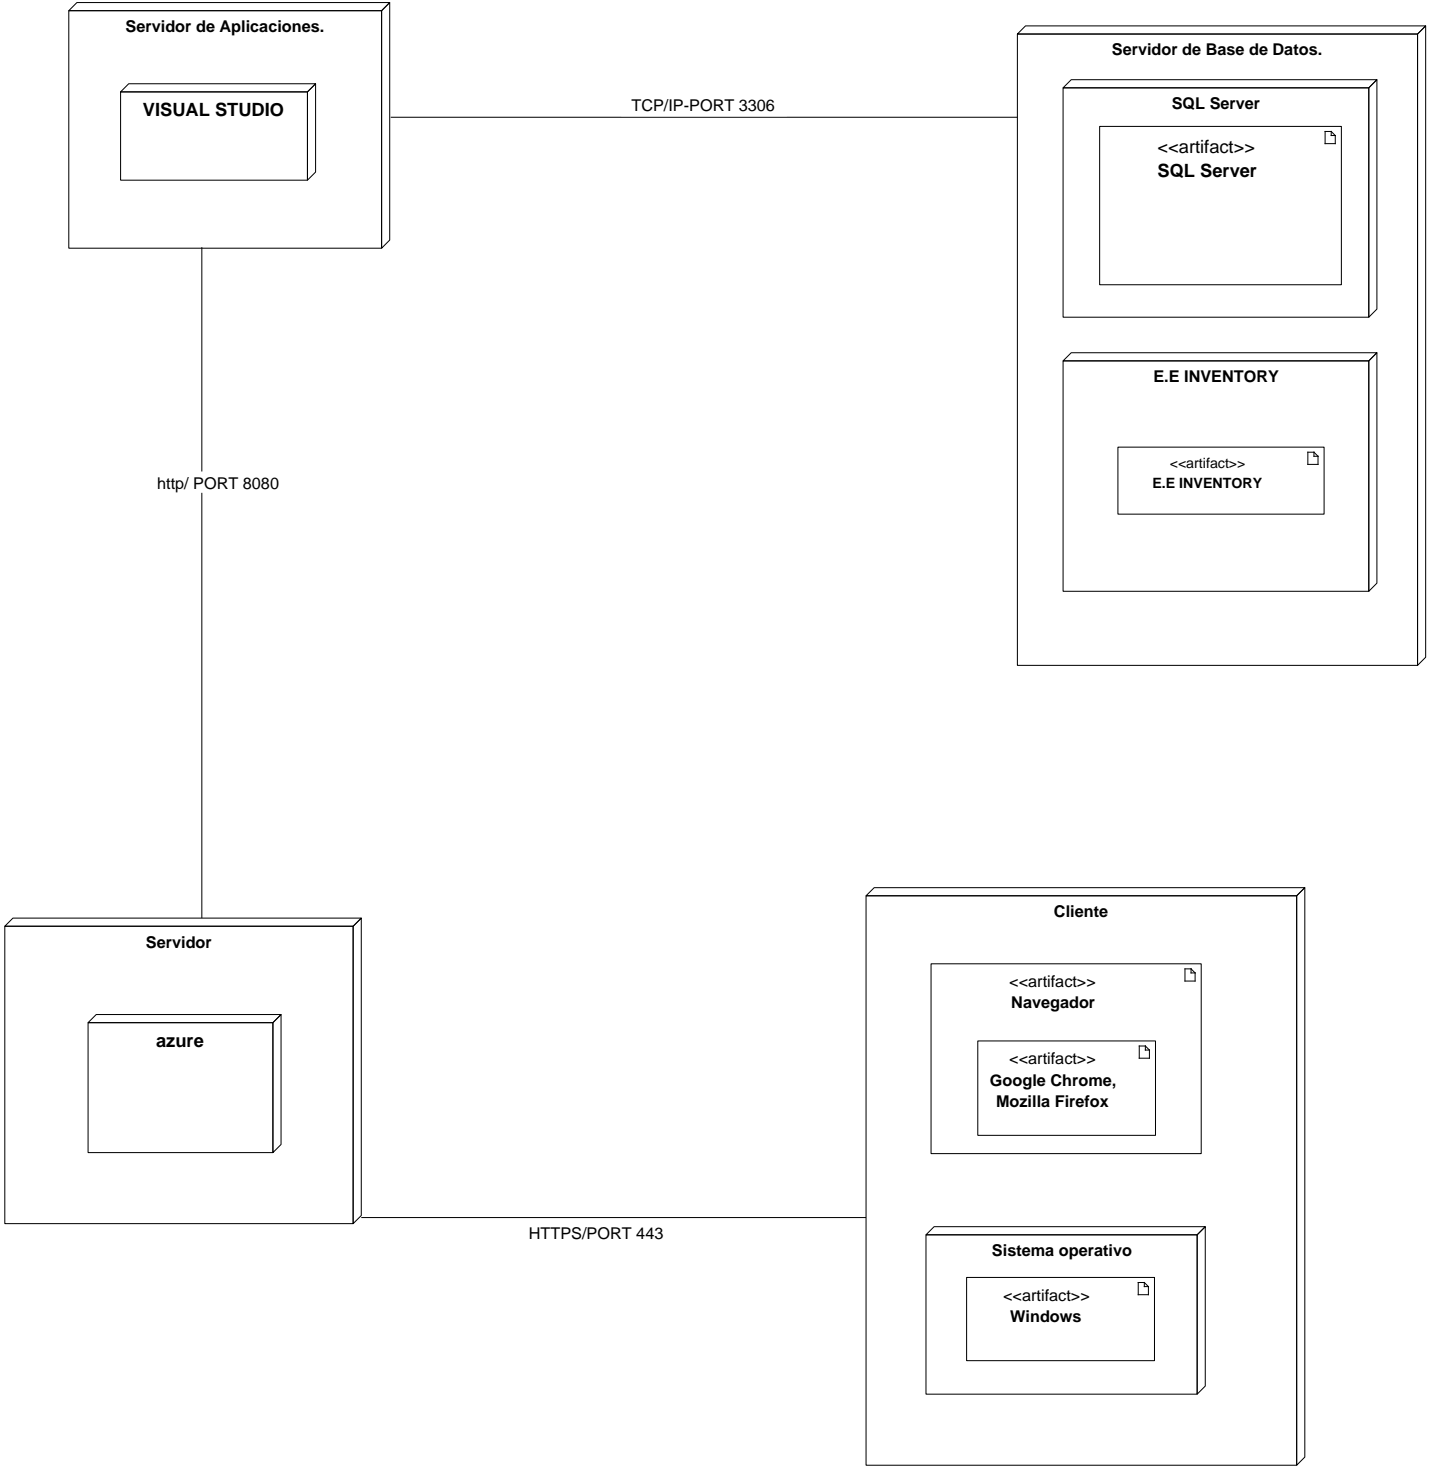 Servidor de Aplicaciones.
VISUAL STUDIO
TCP/IP-PORT 3306
Servidor de Base de Datos.
SQL Server
<<artifact>>
SQL Server
E.E INVENTORY
<<artifact>>
E.E INVENTORY
http/ PORT 8080
Servidor
azure
HTTPS/PORT 443
Cliente
<<artifact>>
Navegador
<<artifact>>
Google Chrome,
Mozilla Firefox
Sistema operativo
<<artifact>>
Windows